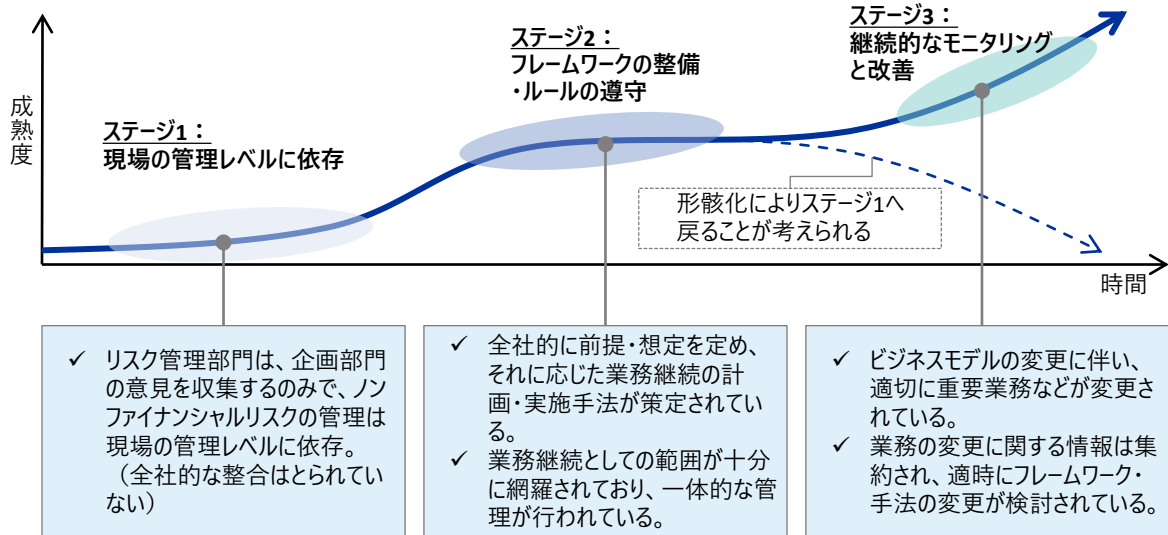 ステージ1：
現場の管理レベルに依存
ステージ2：
フレームワークの整備
・ルールの遵守
ステージ3：
継続的なモニタリング
と改善
成熟度
形骸化によりステージ1へ
戻ることが考えられる
時間
✓ リスク管理部門は、企画部門
の意見を収集するのみで、ノン
ファイナンシャルリスクの管理は
現場の管理レベルに依存。
（全社的な整合はとられてい
ない）
✓ 全社的に前提・想定を定め、
それに応じた業務継続の計
画・実施手法が策定されてい
る。
✓ 業務継続としての範囲が十分
に網羅されており、一体的な管
理が行われている。
✓ ビジネスモデルの変更に伴い、
適切に重要業務などが変更さ
れている。
✓ 業務の変更に関する情報は集
約され、適時にフレームワーク・
手法の変更が検討されている。